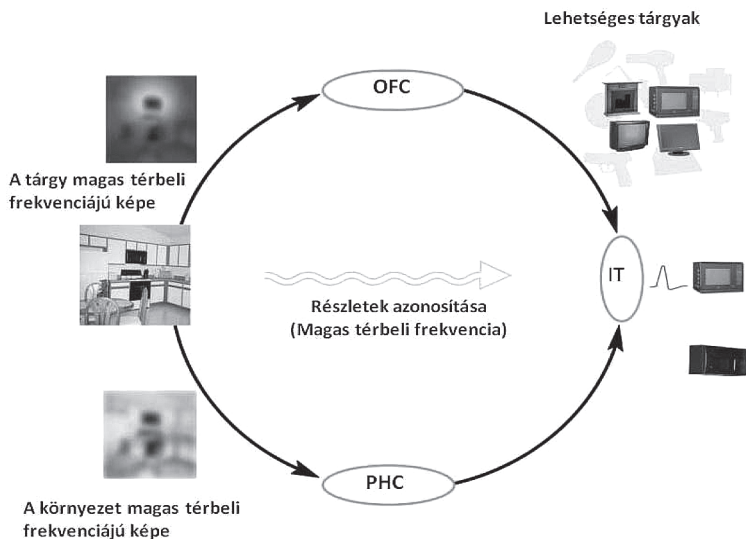 Lehetséges tárgyak
OFC
A tárgy magas térbeli
frekvenciájú képe
IT
Részletek azonosítása
(Magas térbeli frekvencia)
PHC
A környezet magas térbeli
frekvenciájú képe